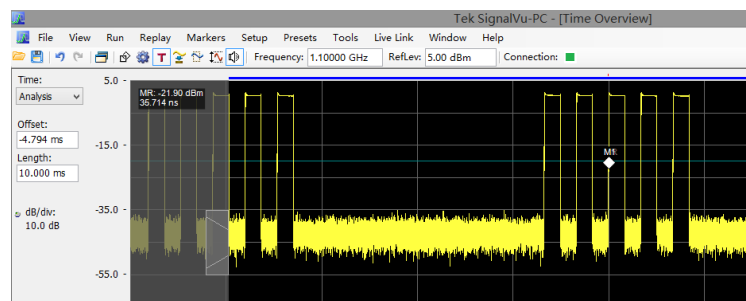 Tek SignalVu-PC - [Time Overview]
File View Run Replay Markers Setup Presets Tools Live Link Window Help
T Frequency: 1.10000 GHz RefLev: 5.00 dBm Connection:
Time:
Analysis
Offset:
-4.794 ms
Length:
10.000 ms
dB/div:
10.0 dB
5.0 -
-15.0 -
-35.0 -
-55.0 -
MR: -21.90 dBm
35.714 ns